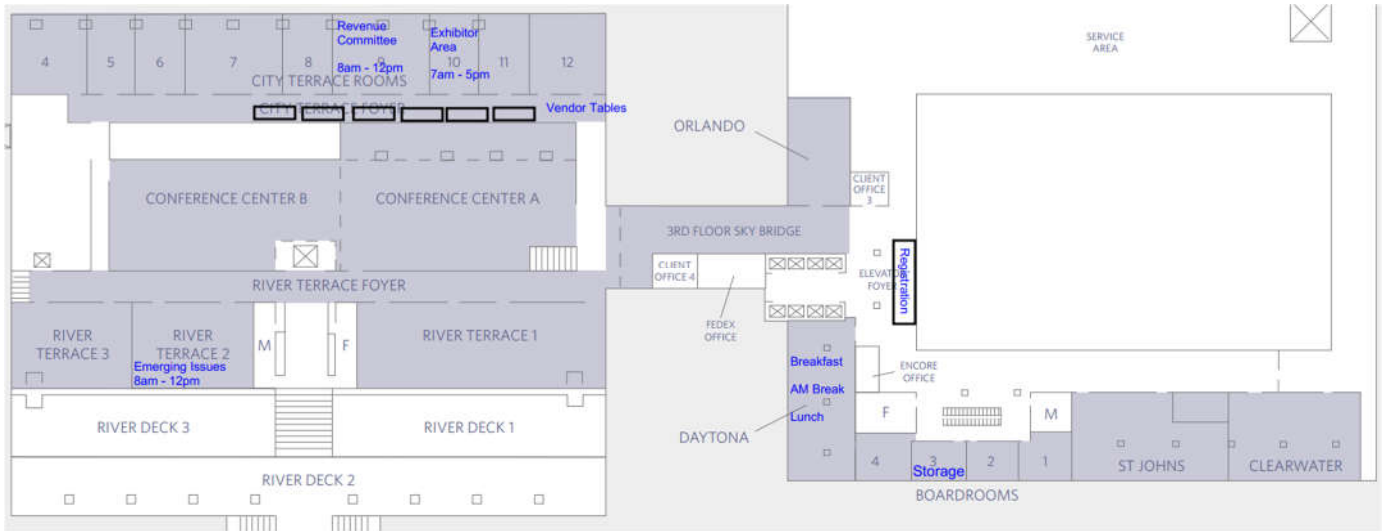 Revenue
Committee
8am - 12pm
Exhibitor
Area
7am - 5pm
4
5
6
7
8
9
10
11
12
CITY TERRACE ROOMS
CITY TERRACE FOYER
Vendor Tables
CONFERENCE CENTER B
CONFERENCE CENTER A
RIVER TERRACE FOYER
RIVER
TERRACE 3
RIVER
TERRACE 2
Emerging Issues
8am - 12pm
M
F
RIVER TERRACE 1
RIVER DECK 3
RIVER DECK 1
RIVER DECK 2
SERVICE
AREA
ORLANDO
CLIENT
OFFICE
3
3RD FLOOR SKY BRIDGE
CLIENT
OFFICE 4
FEDEX
OFFICE
ELEVATOR
FOYER
Registration
Breakfast
AM Break
Lunch
DAYTONA
ENCORE
OFFICE
F
M
4
3
2
1
Storage
BOARDROOMS
ST JOHNS
CLEARWATER